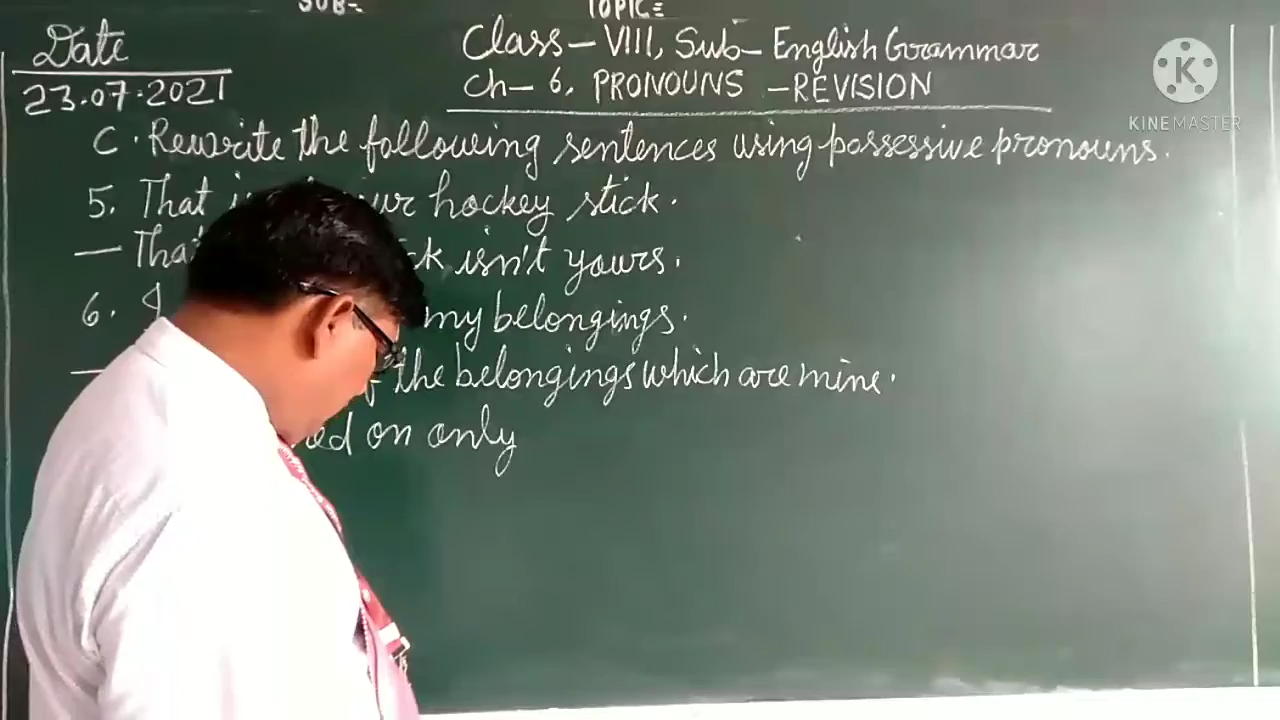 SUB-
TOPIC=
Date
23.07.2021
Class - VIII, Sub - English Grammar
Ch - 6. PRONOUNS - REVISION
C. Rewrite the following sentences using possessive pronouns.
5. That hockey stick.
- isn't yours.
6. I my belongings.
- the belongings which are mine.
on only
K
KINEMASTER